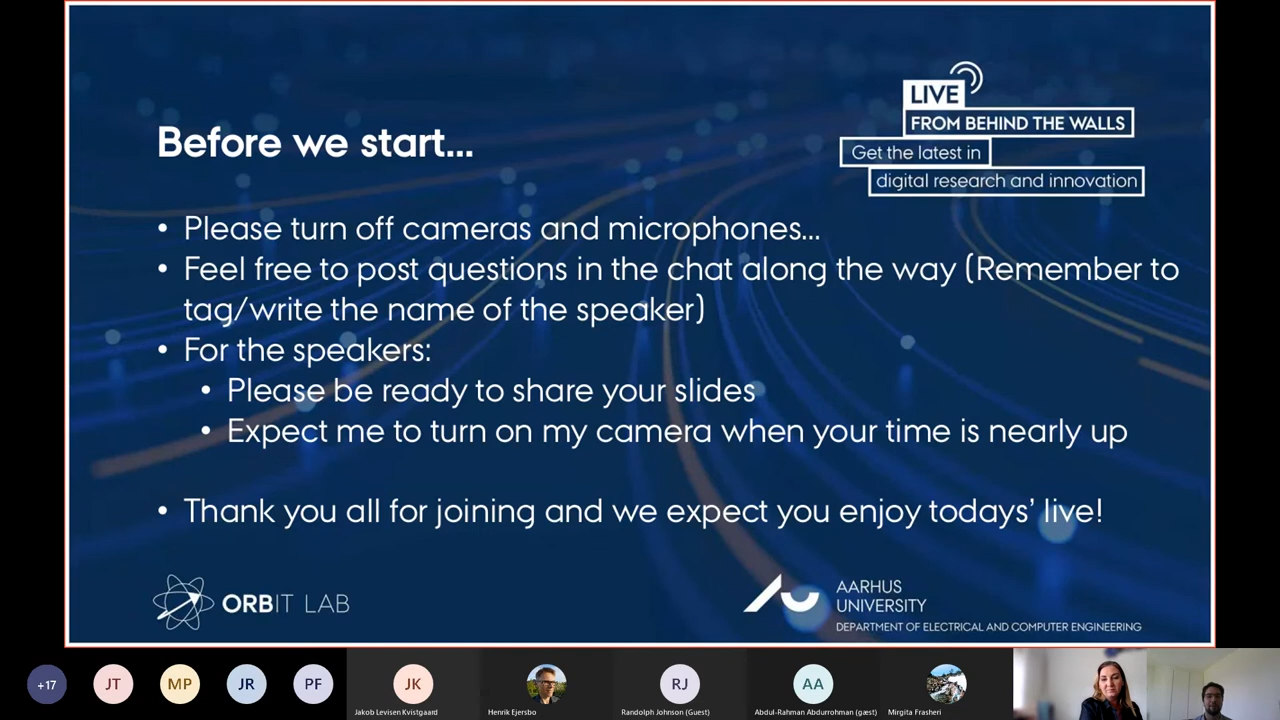 LIVE
FROM BEHIND THE WALLS
Get the latest in
digital research and innovation
Before we start...
• Please turn off cameras and microphones...
• Feel free to post questions in the chat along the way (Remember to
tag/write the name of the speaker)
• For the speakers:
• Please be ready to share your slides
• Expect me to turn on my camera when your time is nearly up
• Thank you all for joining and we expect you enjoy todays' live!
ORBIT LAB
AARHUS
UNIVERSITY
DEPARTMENT OF ELECTRICAL AND COMPUTER ENGINEERING
+17 JT MP JR PF JK RJ AA
Jakob Levisen Kvistgaard Henrik Ejersbo Randolph Johnson (Guest) Abdul-Rahman Abdurrohman (gæst) Mirgita Frasheri